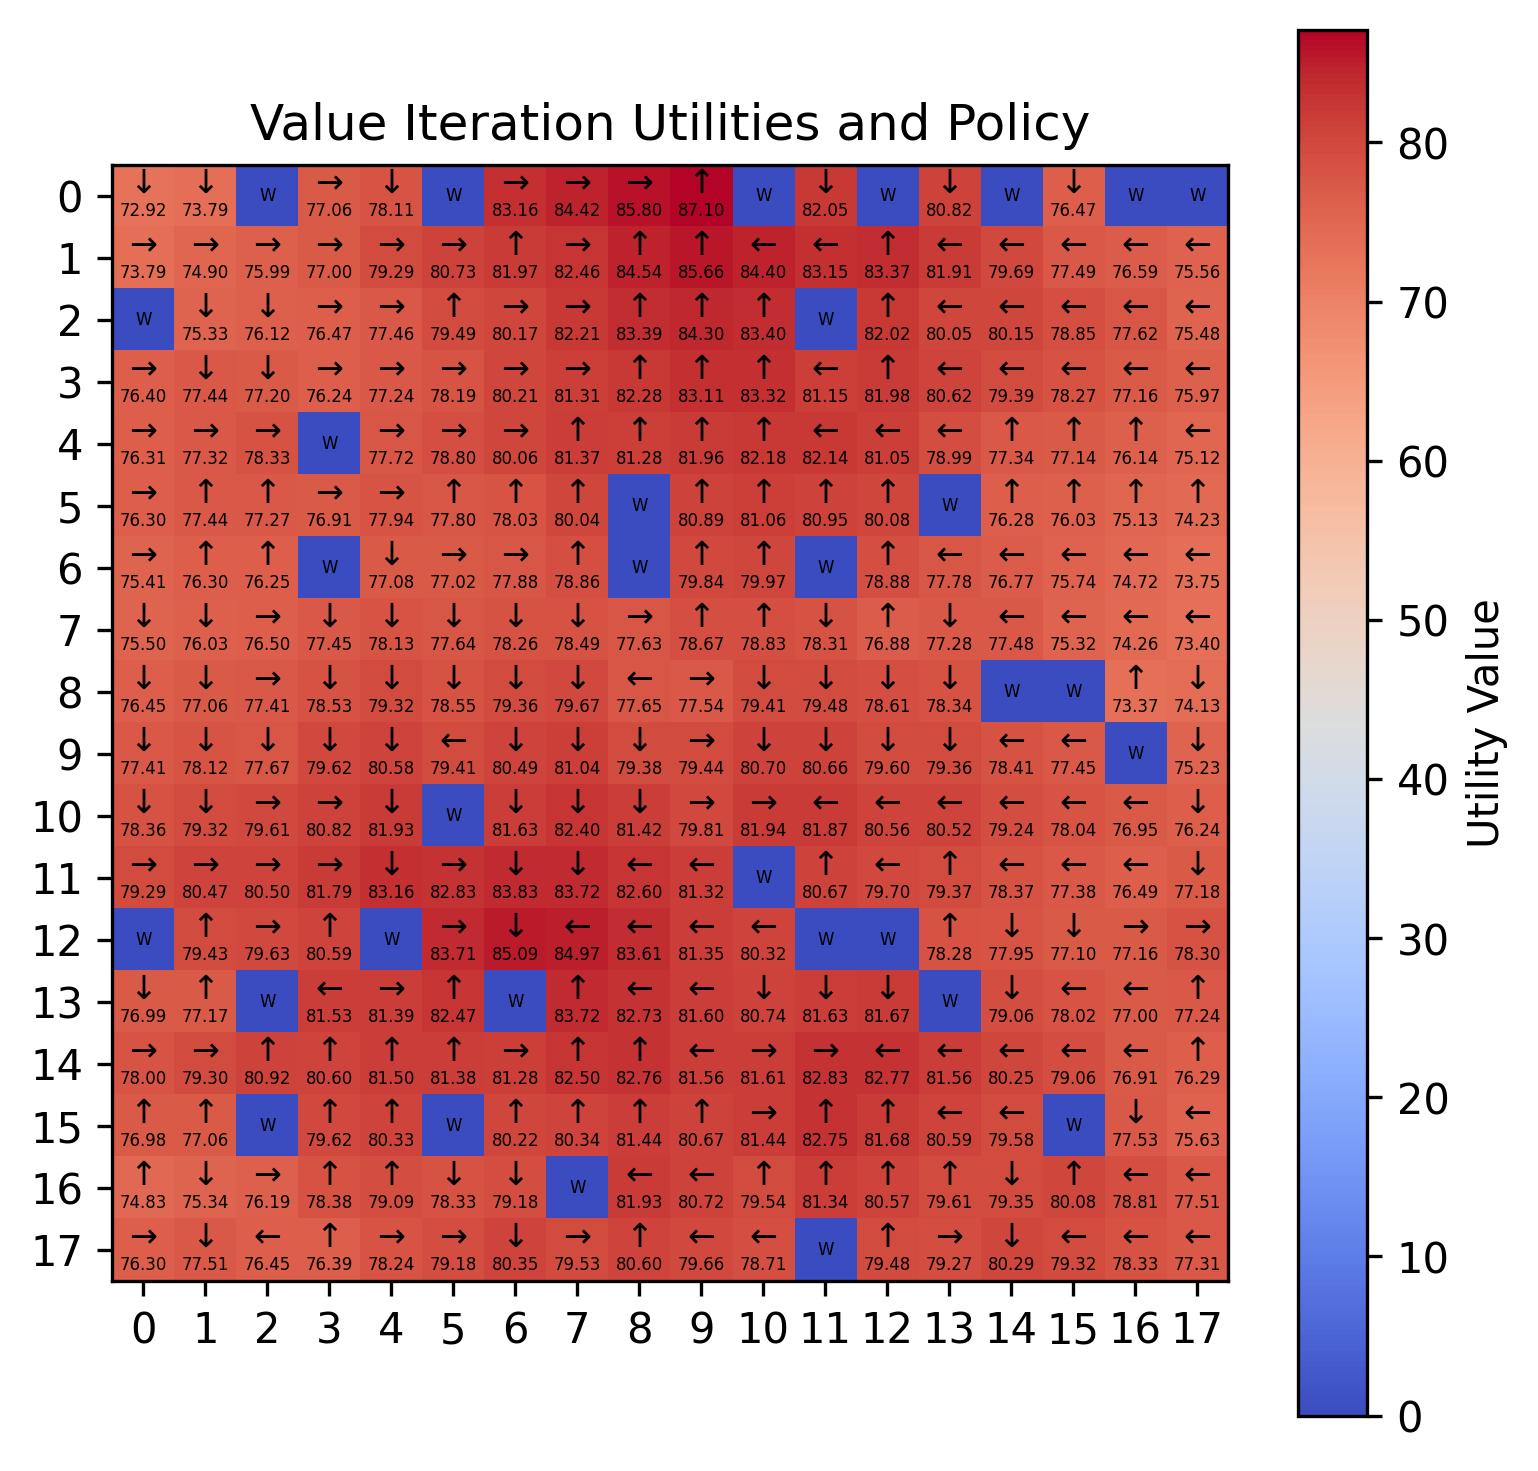 Value Iteration Utilities and Policy
0 ↓ ↓ W → ↓ W → → → ↑ W ↓ W ↓ W ↓ W W
72.92 73.79 77.06 78.11 83.16 84.42 85.80 87.10 82.05 80.82 76.47
1 → → → → → → ↑ → ↑ ↑ ← ← ↑ ← ← ← ← ←
73.79 74.90 75.99 77.00 79.29 80.73 81.97 82.46 84.54 85.66 84.40 83.15 83.37 81.91 79.69 77.49 76.59 75.56
2 W ↓ ↓ → → ↑ → → ↑ ↑ ↑ W ↑ ← ← ← ← ←
75.33 76.12 76.47 77.46 79.49 80.17 82.21 83.39 84.30 83.40 82.02 80.05 80.15 78.85 77.62 75.48
3 → ↓ ↓ → → → → → ↑ ↑ ↑ ← ↑ ← ← ← ← ←
76.40 77.44 77.20 76.24 77.24 78.19 80.21 81.31 82.28 83.11 83.32 81.15 81.98 80.62 79.39 78.27 77.16 75.97
4 → → → W → → → ↑ ↑ ↑ ↑ ← ← ← ↑ ↑ ↑ ←
76.31 77.32 78.33 77.72 78.80 80.06 81.37 81.28 81.96 82.18 82.14 81.05 78.99 77.34 77.14 76.14 75.12
5 → ↑ ↑ → → ↑ ↑ ↑ W ↑ ↑ ↑ ↑ W ↑ ↑ ↑ ↑
76.30 77.44 77.27 76.91 77.94 77.80 78.03 80.04 80.89 81.06 80.95 80.08 76.28 76.03 75.13 74.23
6 → ↑ ↑ W ↓ → → ↑ W ↑ ↑ W ↑ ← ← ← ← ←
75.41 76.30 76.25 77.08 77.02 77.88 78.86 79.84 79.97 78.88 77.78 76.77 75.74 74.72 73.75
7 ↓ ↓ → ↓ ↓ ↓ ↓ ↓ → ↑ ↑ ↓ ↑ ↓ ← ← ← ←
75.50 76.03 76.50 77.45 78.13 77.64 78.26 78.49 77.63 78.67 78.83 78.31 76.88 77.28 77.48 75.32 74.26 73.40
8 ↓ ↓ → ↓ ↓ ↓ ↓ ↓ ← → ↓ ↓ ↓ ↓ W W ↑ ↓
76.45 77.06 77.41 78.53 79.32 78.55 79.36 79.67 77.65 77.54 79.41 79.48 78.61 78.34 73.37 74.13
9 ↓ ↓ ↓ ↓ ↓ ← ↓ ↓ ↓ → ↓ ↓ ↓ ↓ ← ← W ↓
77.41 78.12 77.67 79.62 80.58 79.41 80.49 81.04 79.38 79.44 80.70 80.66 79.60 79.36 78.41 77.45 75.23
10 ↓ ↓ → → ↓ W ↓ ↓ ↓ → → ← ← ← ← ← ← ↓
78.36 79.32 79.61 80.82 81.93 81.63 82.40 81.42 79.81 81.94 81.87 80.56 80.52 79.24 78.04 76.95 76.24
11 → → → → ↓ → ↓ ↓ ← ← W ↑ ← ↑ ← ← ← ↓
79.29 80.47 80.50 81.79 83.16 82.83 83.83 83.72 82.60 81.32 80.67 79.70 79.37 78.37 77.38 76.49 77.18
12 W ↑ → ↑ W → ↓ ← ← ← ← W W ↑ ↓ ↓ → →
79.43 79.63 80.59 83.71 85.09 84.97 83.61 81.35 80.32 78.28 77.95 77.10 77.16 78.30
13 ↓ ↑ W ← → ↑ W ↑ ← ← ↓ ↓ ↓ W ↓ ← ← ↑
76.99 77.17 81.53 81.39 82.47 83.72 82.73 81.60 80.74 81.63 81.67 79.06 78.02 77.00 77.24
14 → → ↑ ↑ ↑ ↑ → ↑ ↑ ← → → ← ← ← ← ← ↑
78.00 79.30 80.92 80.60 81.50 81.38 81.28 82.50 82.76 81.56 81.61 82.83 82.77 81.56 80.25 79.06 76.91 76.29
15 ↑ ↑ W ↑ ↑ W ↑ ↑ ↑ ↑ → ↑ ↑ ← ← W ↓ ←
76.98 77.06 79.62 80.33 80.22 80.34 81.44 80.67 81.44 82.75 81.68 80.59 79.58 77.53 75.63
16 ↑ ↓ → ↑ ↑ ↓ ↓ W ← ← ↑ ↑ ↑ ↑ ↓ ↑ ← ←
74.83 75.34 76.19 78.38 79.09 78.33 79.18 81.93 80.72 79.54 81.34 80.57 79.61 79.35 80.08 78.81 77.51
17 → ↓ ← ↑ → → ↓ → ↑ ← ← W ↑ → ↓ ← ← ←
76.30 77.51 76.45 76.39 78.24 79.18 80.35 79.53 80.60 79.66 78.71 79.48 79.27 80.29 79.32 78.33 77.31
0 1 2 3 4 5 6 7 8 9 10 11 12 13 14 15 16 17
80
70
60
50
40
30
20
10
0
Utility Value